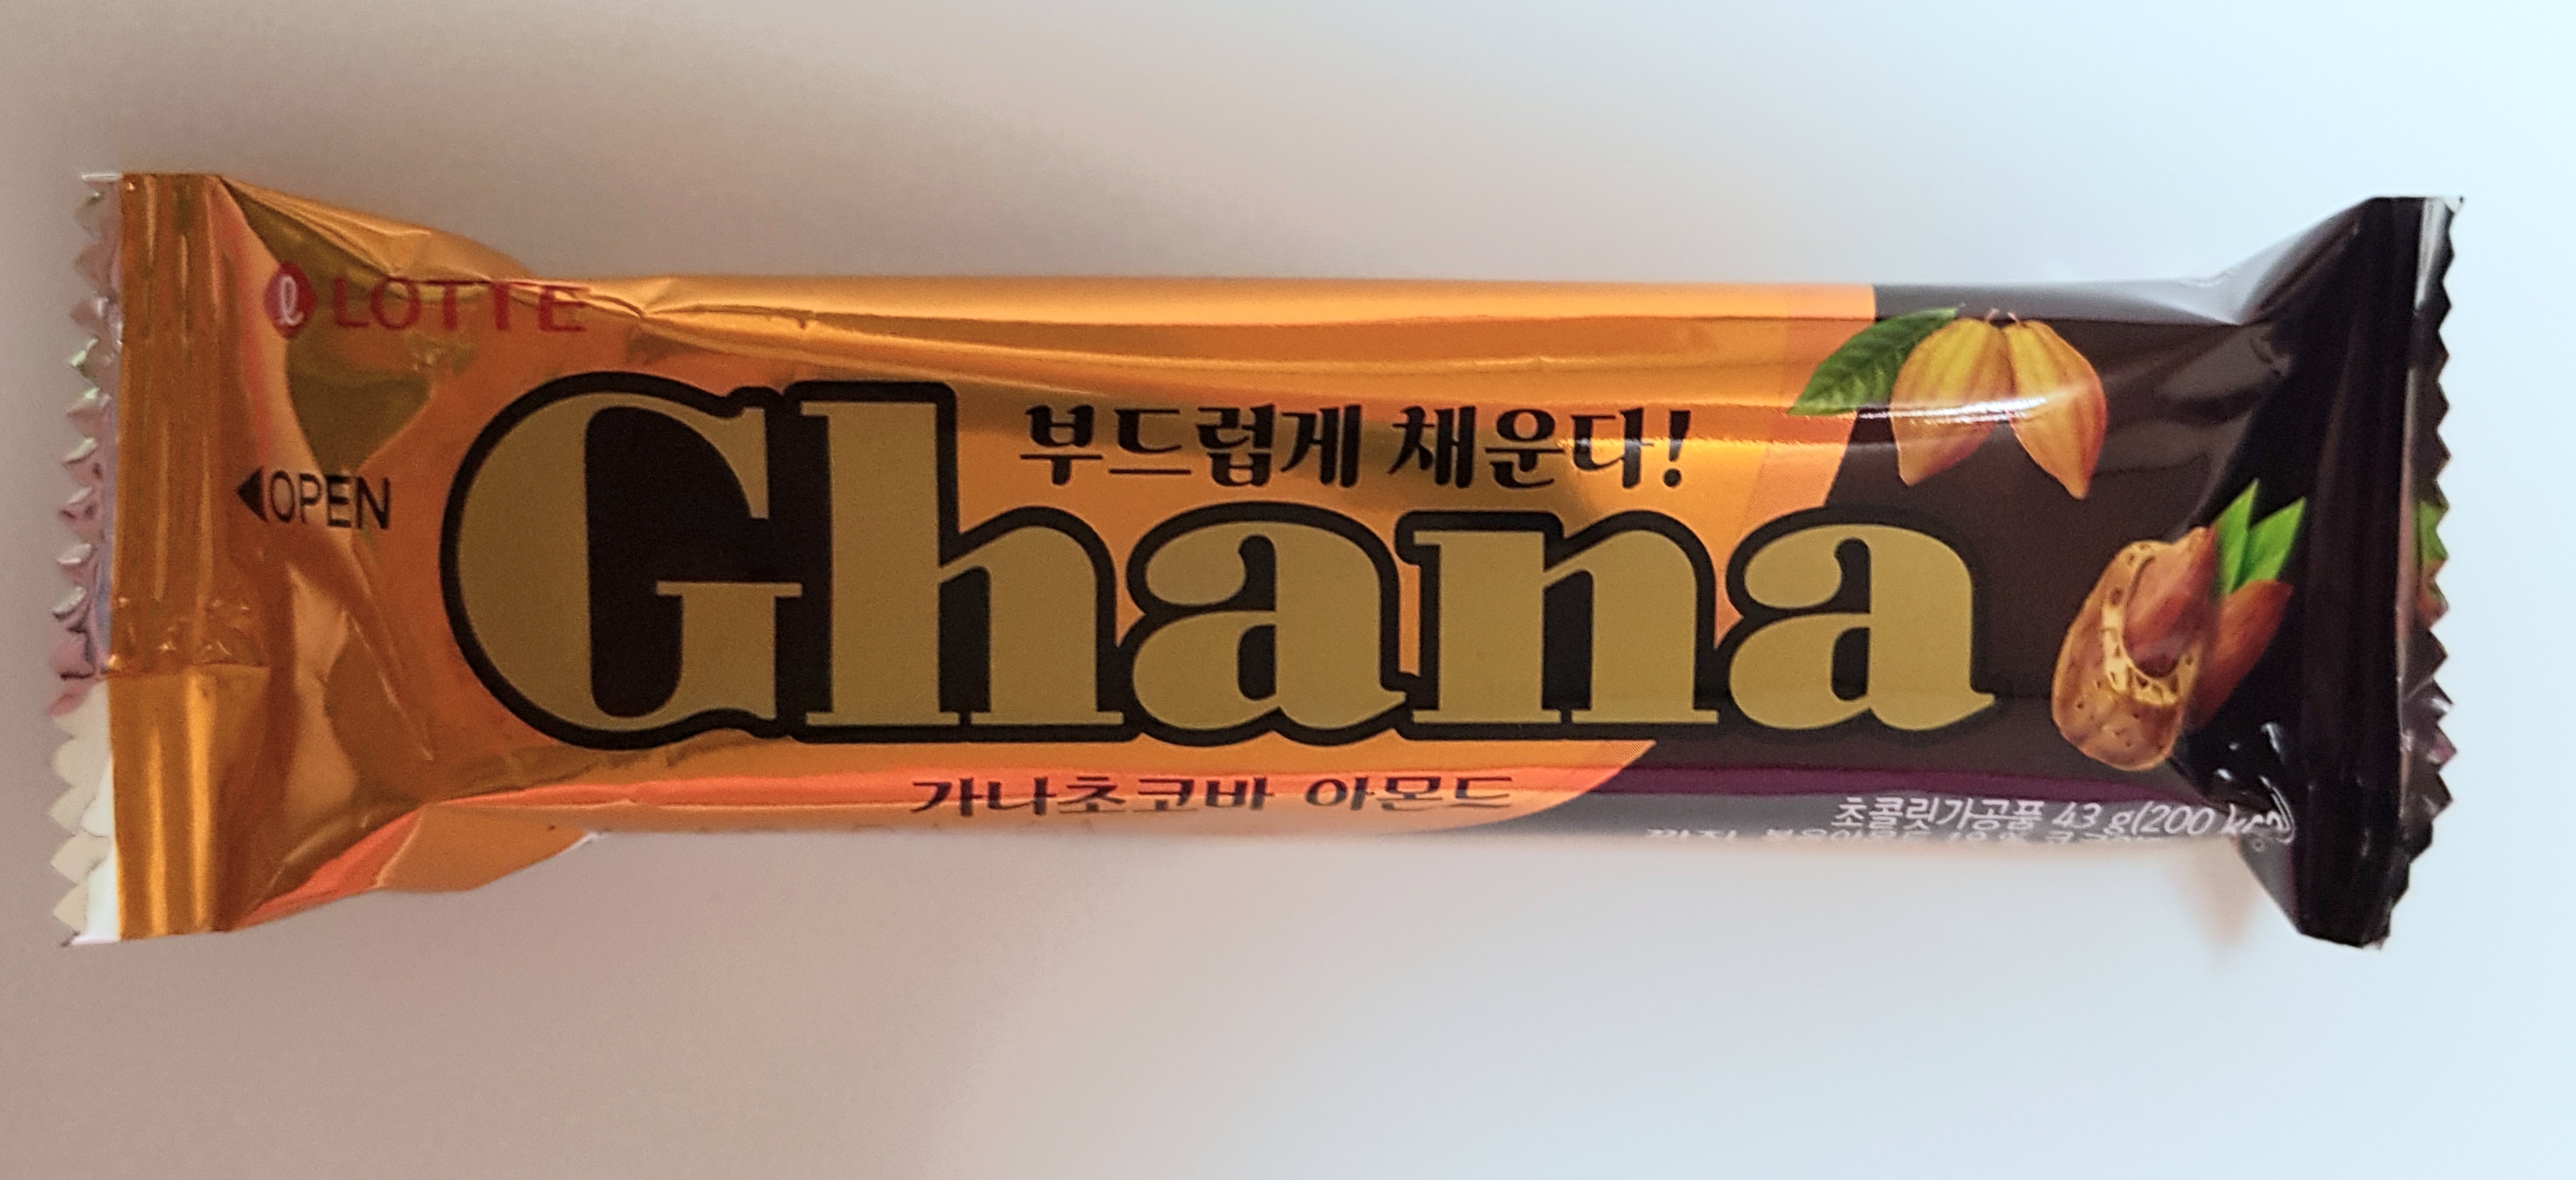 LOTTE
부드럽게 채운다!
◀OPEN
Ghana
가나초코바 아몬드
초콜릿가공품 43 g(200 kcal)